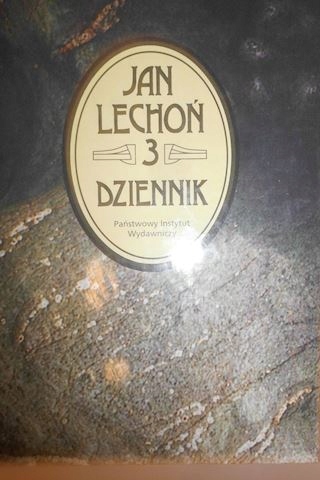 JAN
LECHOŃ
3
DZIENNIK
Państwowy Instytut
Wydawniczy